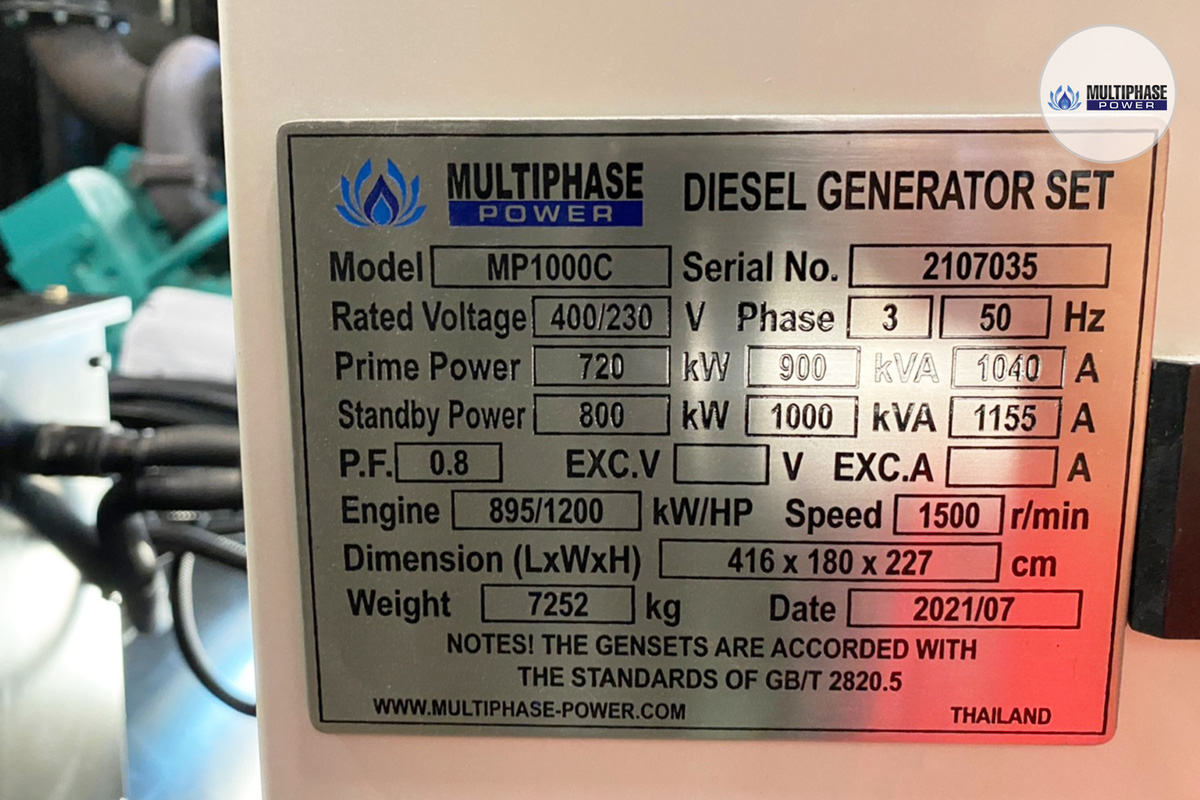 MULTIPHASE
POWER
MULTIPHASE
POWER
DIESEL GENERATOR SET
Model MP1000C Serial No. 2107035
Rated Voltage 400/230 V Phase 3 50 Hz
Prime Power 720 kW 900 kVA 1040 A
Standby Power 800 kW 1000 kVA 1155 A
P.F. 0.8 EXC.V V EXC.A A
Engine 895/1200 kW/HP Speed 1500 r/min
Dimension (LxWxH) 416 x 180 x 227 cm
Weight 7252 kg Date 2021/07
NOTES! THE GENSETS ARE ACCORDED WITH
THE STANDARDS OF GB/T 2820.5
WWW.MULTIPHASE-POWER.COM THAILAND